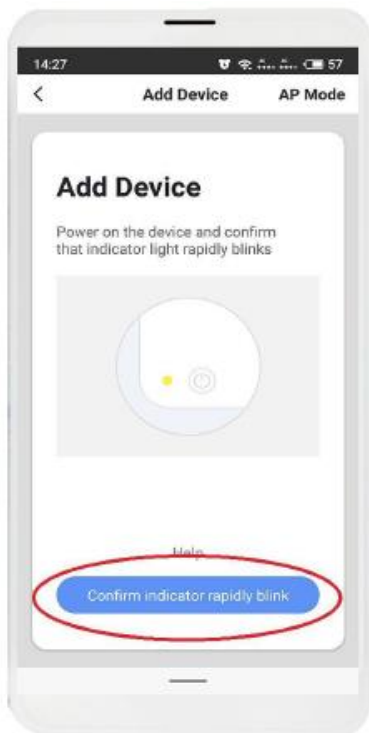 14:27
57
Add Device
AP Mode
Add Device
Power on the device and confirm
that indicator light rapidly blinks
Help
Confirm indicator rapidly blink